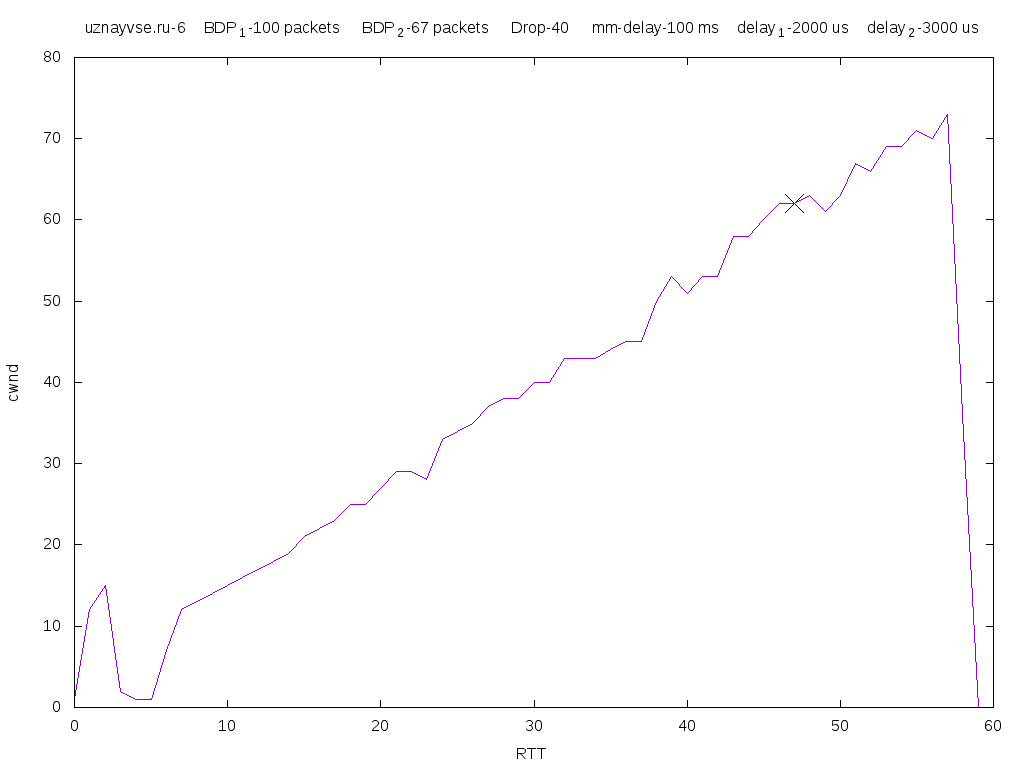 uznayvse.ru-6 BDP1-100 packets BDP2-67 packets Drop-40 mm-delay-100 ms delay1-2000 us delay2-3000 us
80
70
60
50
40
30
20
10
0
cwnd
0 10 20 30 40 50 60
RTT